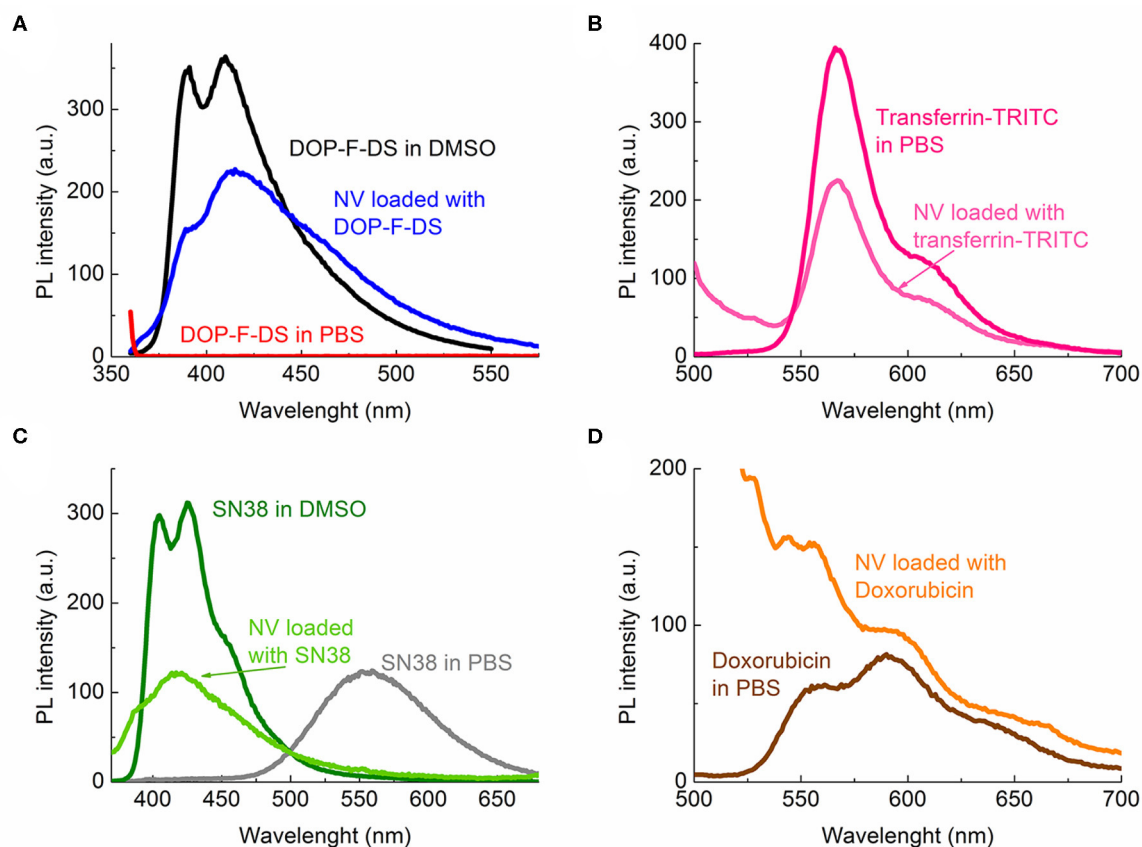 A
PL intensity (a.u.)
300
200
100
0
350
400
450
500
550
Wavelenght (nm)
DOP-F-DS in DMSO
NV loaded with
DOP-F-DS
DOP-F-DS in PBS
B
PL intensity (a.u.)
400
300
200
100
0
500
550
600
650
700
Wavelenght (nm)
Transferrin-TRITC
in PBS
NV loaded with
transferrin-TRITC
C
PL intensity (a.u.)
300
200
100
0
400
450
500
550
600
650
Wavelenght (nm)
SN38 in DMSO
NV loaded
with SN38
SN38 in PBS
D
PL intensity (a.u.)
200
100
0
500
550
600
650
700
Wavelenght (nm)
NV loaded with
Doxorubicin
Doxorubicin
in PBS